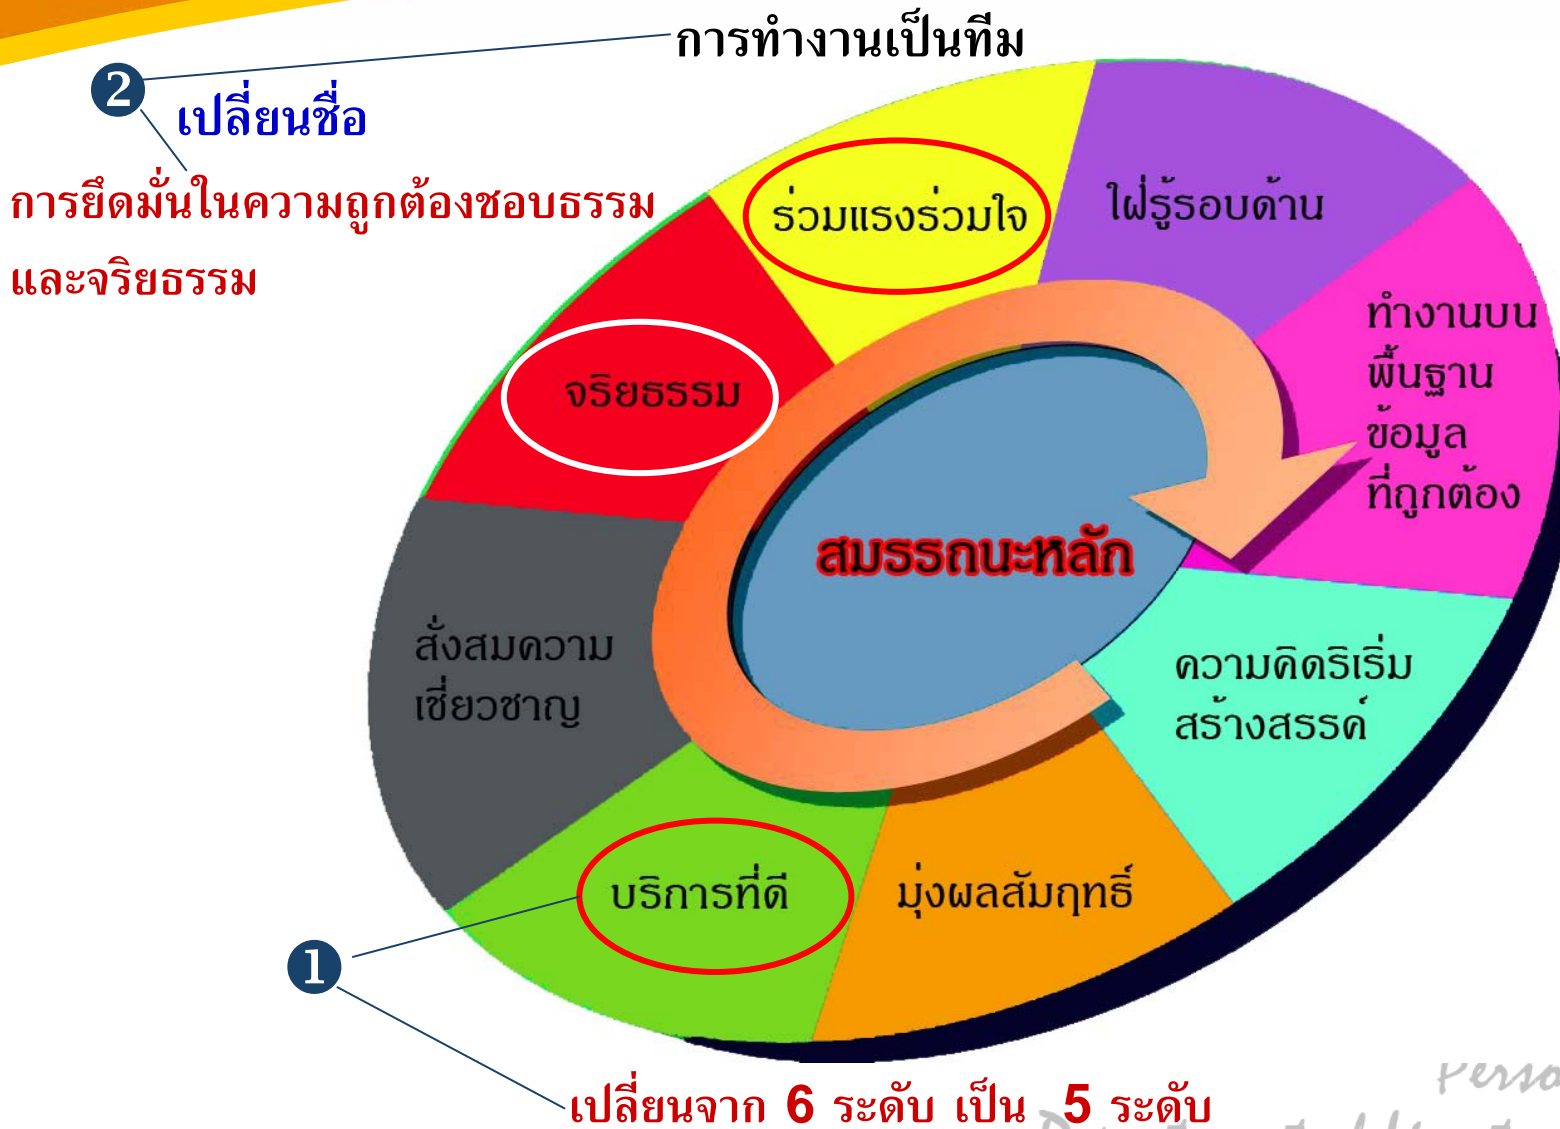 การทำงานเป็นทีม
2
เปลี่ยนชื่อ
การยึดมั่นในความถูกต้องชอบธรรม
และจริยธรรม
ร่วมแรงร่วมใจ
ใฝ่รู้รอบด้าน
ทำงานบน
พื้นฐาน
ข้อมูล
ที่ถูกต้อง
จริยธรรม
สมรรถนะหลัก
สั่งสมความ
เชี่ยวชาญ
ความคิดริเริ่ม
สร้างสรรค์
บริการที่ดี
มุ่งผลสัมฤทธิ์
1
เปลี่ยนจาก 6 ระดับ เป็น 5 ระดับ